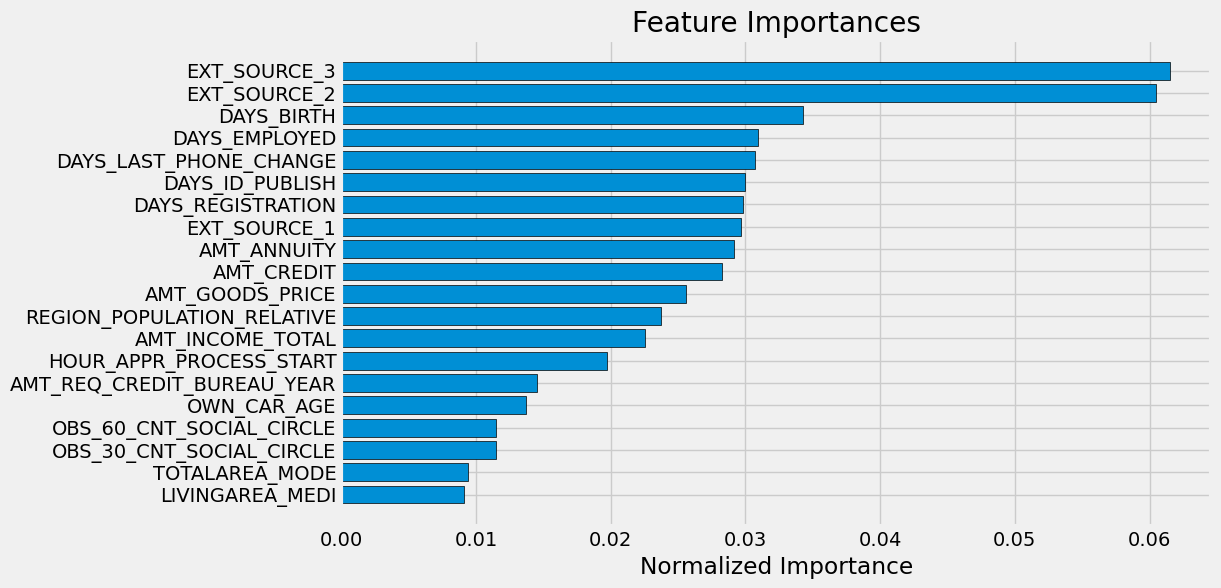 Feature Importances
EXT_SOURCE_3
EXT_SOURCE_2
DAYS_BIRTH
DAYS_EMPLOYED
DAYS_LAST_PHONE_CHANGE
DAYS_ID_PUBLISH
DAYS_REGISTRATION
EXT_SOURCE_1
AMT_ANNUITY
AMT_CREDIT
AMT_GOODS_PRICE
REGION_POPULATION_RELATIVE
AMT_INCOME_TOTAL
HOUR_APPR_PROCESS_START
AMT_REQ_CREDIT_BUREAU_YEAR
OWN_CAR_AGE
OBS_60_CNT_SOCIAL_CIRCLE
OBS_30_CNT_SOCIAL_CIRCLE
TOTALAREA_MODE
LIVINGAREA_MEDI
0.00 0.01 0.02 0.03 0.04 0.05 0.06
Normalized Importance